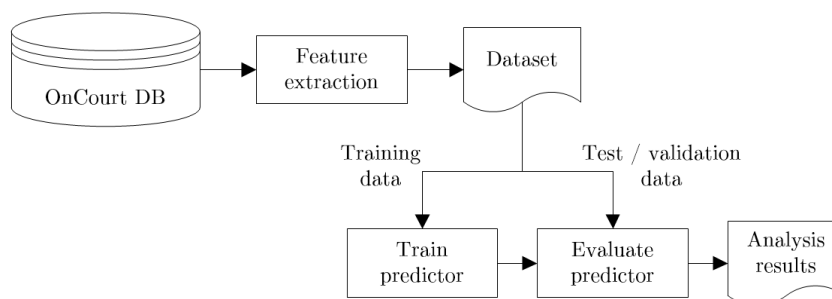 OnCourt DB
Feature
extraction
Dataset
Training
data
Test / validation
data
Train
predictor
Evaluate
predictor
Analysis
results